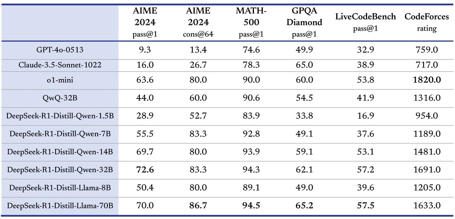 AIME 2024 pass@1 AIME 2024 cons@64 MATH-500 pass@1 GPQA Diamond pass@1 LiveCodeBench pass@1 CodeForces rating
GPT-4o-0513 9.3 13.4 74.6 49.9 32.9 759.0
Claude-3.5-Sonnet-1022 16.0 26.7 78.3 65.0 38.9 717.0
o1-mini 63.6 80.0 90.0 60.0 53.8 1820.0
QwQ-32B 44.0 60.0 90.6 54.5 41.9 1316.0
DeepSeek-R1-Distill-Qwen-1.5B 28.9 52.7 83.9 33.8 16.9 954.0
DeepSeek-R1-Distill-Qwen-7B 55.5 83.3 92.8 49.1 37.6 1189.0
DeepSeek-R1-Distill-Qwen-14B 69.7 80.0 93.9 59.1 53.1 1481.0
DeepSeek-R1-Distill-Qwen-32B 72.6 83.3 94.3 62.1 57.2 1691.0
DeepSeek-R1-Distill-Llama-8B 50.4 80.0 89.1 49.0 39.6 1205.0
DeepSeek-R1-Distill-Llama-70B 70.0 86.7 94.5 65.2 57.5 1633.0